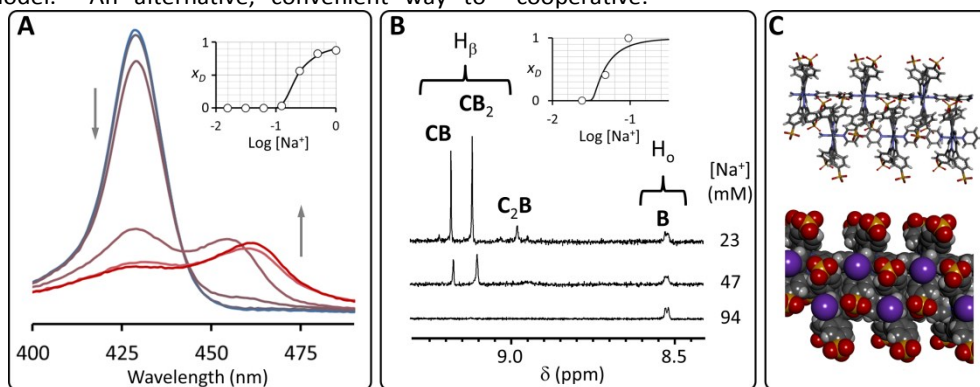 model. An alternative, convenient way to cooperative.
A
1
x_D
0
-2 -1 0
Log [Na⁺]
400 425 450 475
Wavelength (nm)
B
H_β
CB₂
CB
C₂B
1
x_D
0
-2 -1
Log [Na⁺]
H_o
B
[Na⁺]
(mM)
23
47
94
9.0 8.5
δ (ppm)
C